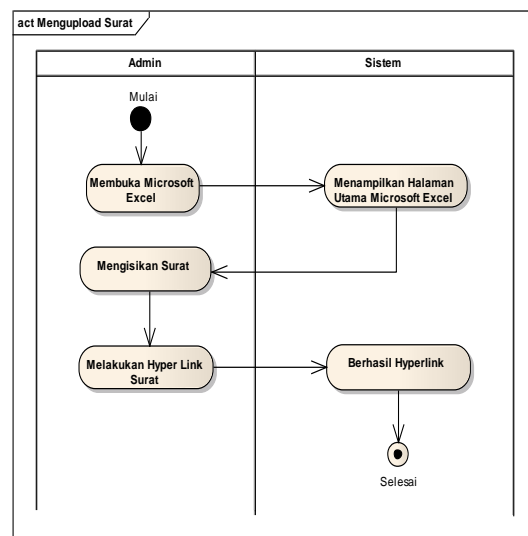 act Mengupload Surat
Admin
Sistem
Mulai
Membuka Microsoft
Excel
Menampilkan Halaman
Utama Microsoft Excel
Mengisikan Surat
Melakukan Hyper Link
Surat
Berhasil Hyperlink
Selesai